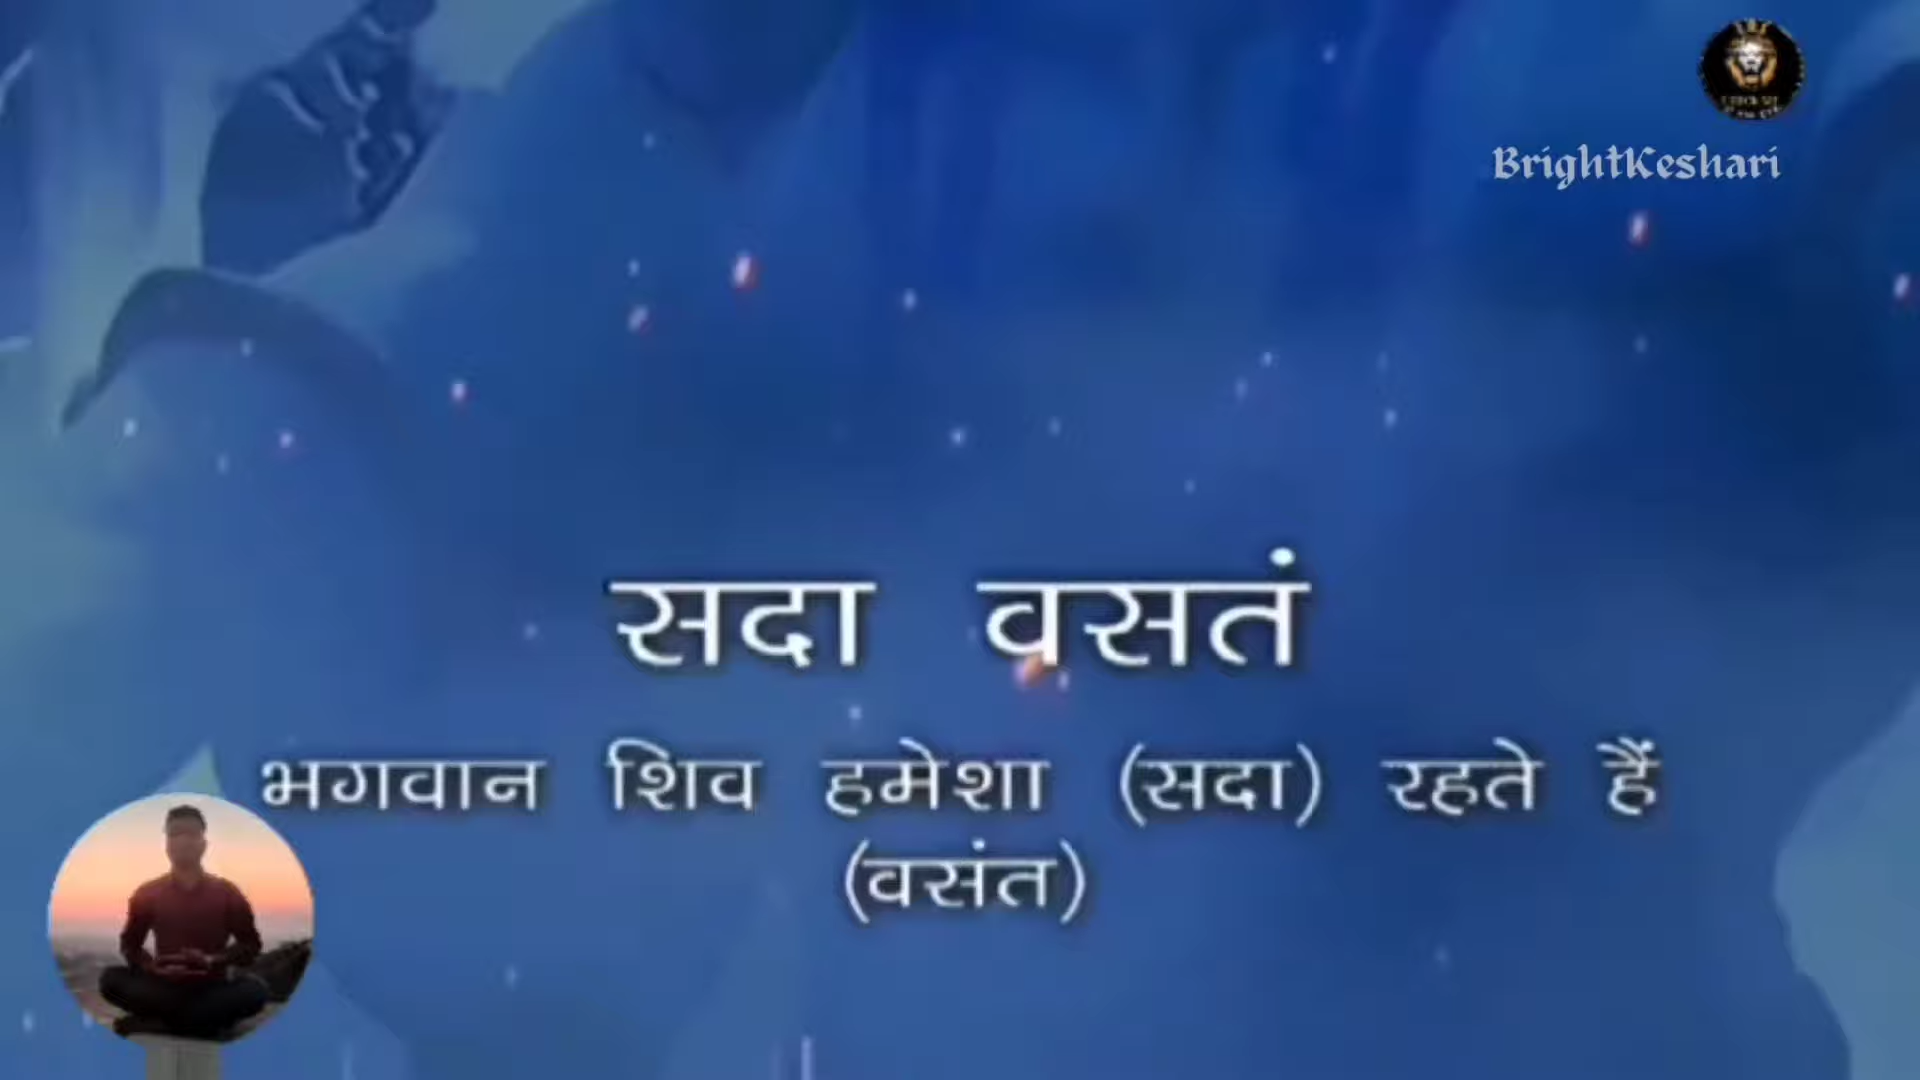 BrightKeshari
सदा वसतं
भगवान शिव हमेशा (सदा) रहते हैं
(वसंत)